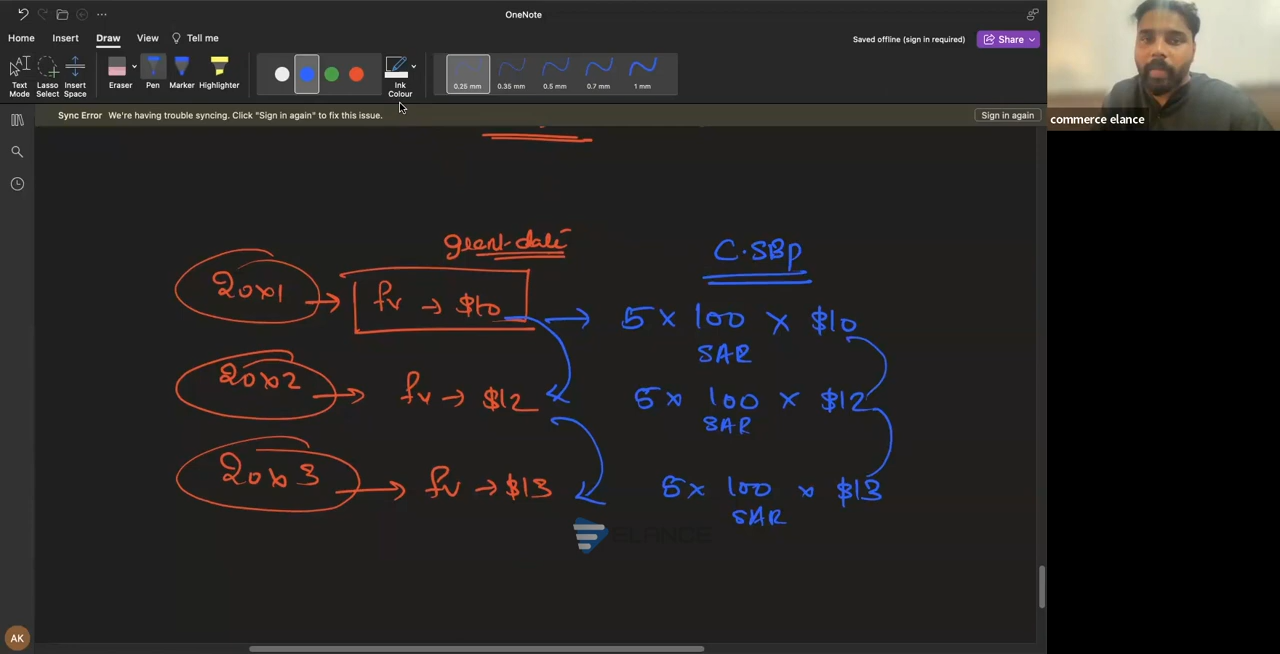 OneNote
Home Insert Draw View Tell me
Saved offline (sign in required) Share
Text Mode Lasso Select Insert Space Eraser Pen Marker Highlighter Ink Colour 0.25 mm 0.35 mm 0.5 mm 0.7 mm 1 mm
Sync Error We're having trouble syncing. Click "Sign in again" to fix this issue. Sign in again
commerce elance
grant-date C.SBP
20x1 → fv → $10 → 5 x 100 x $10
SAR
20x2 → fv → $12 5 x 100 x $12
SAR
20x3 → fv → $13 5 x 100 x $13
SAR
ELANCE
AK